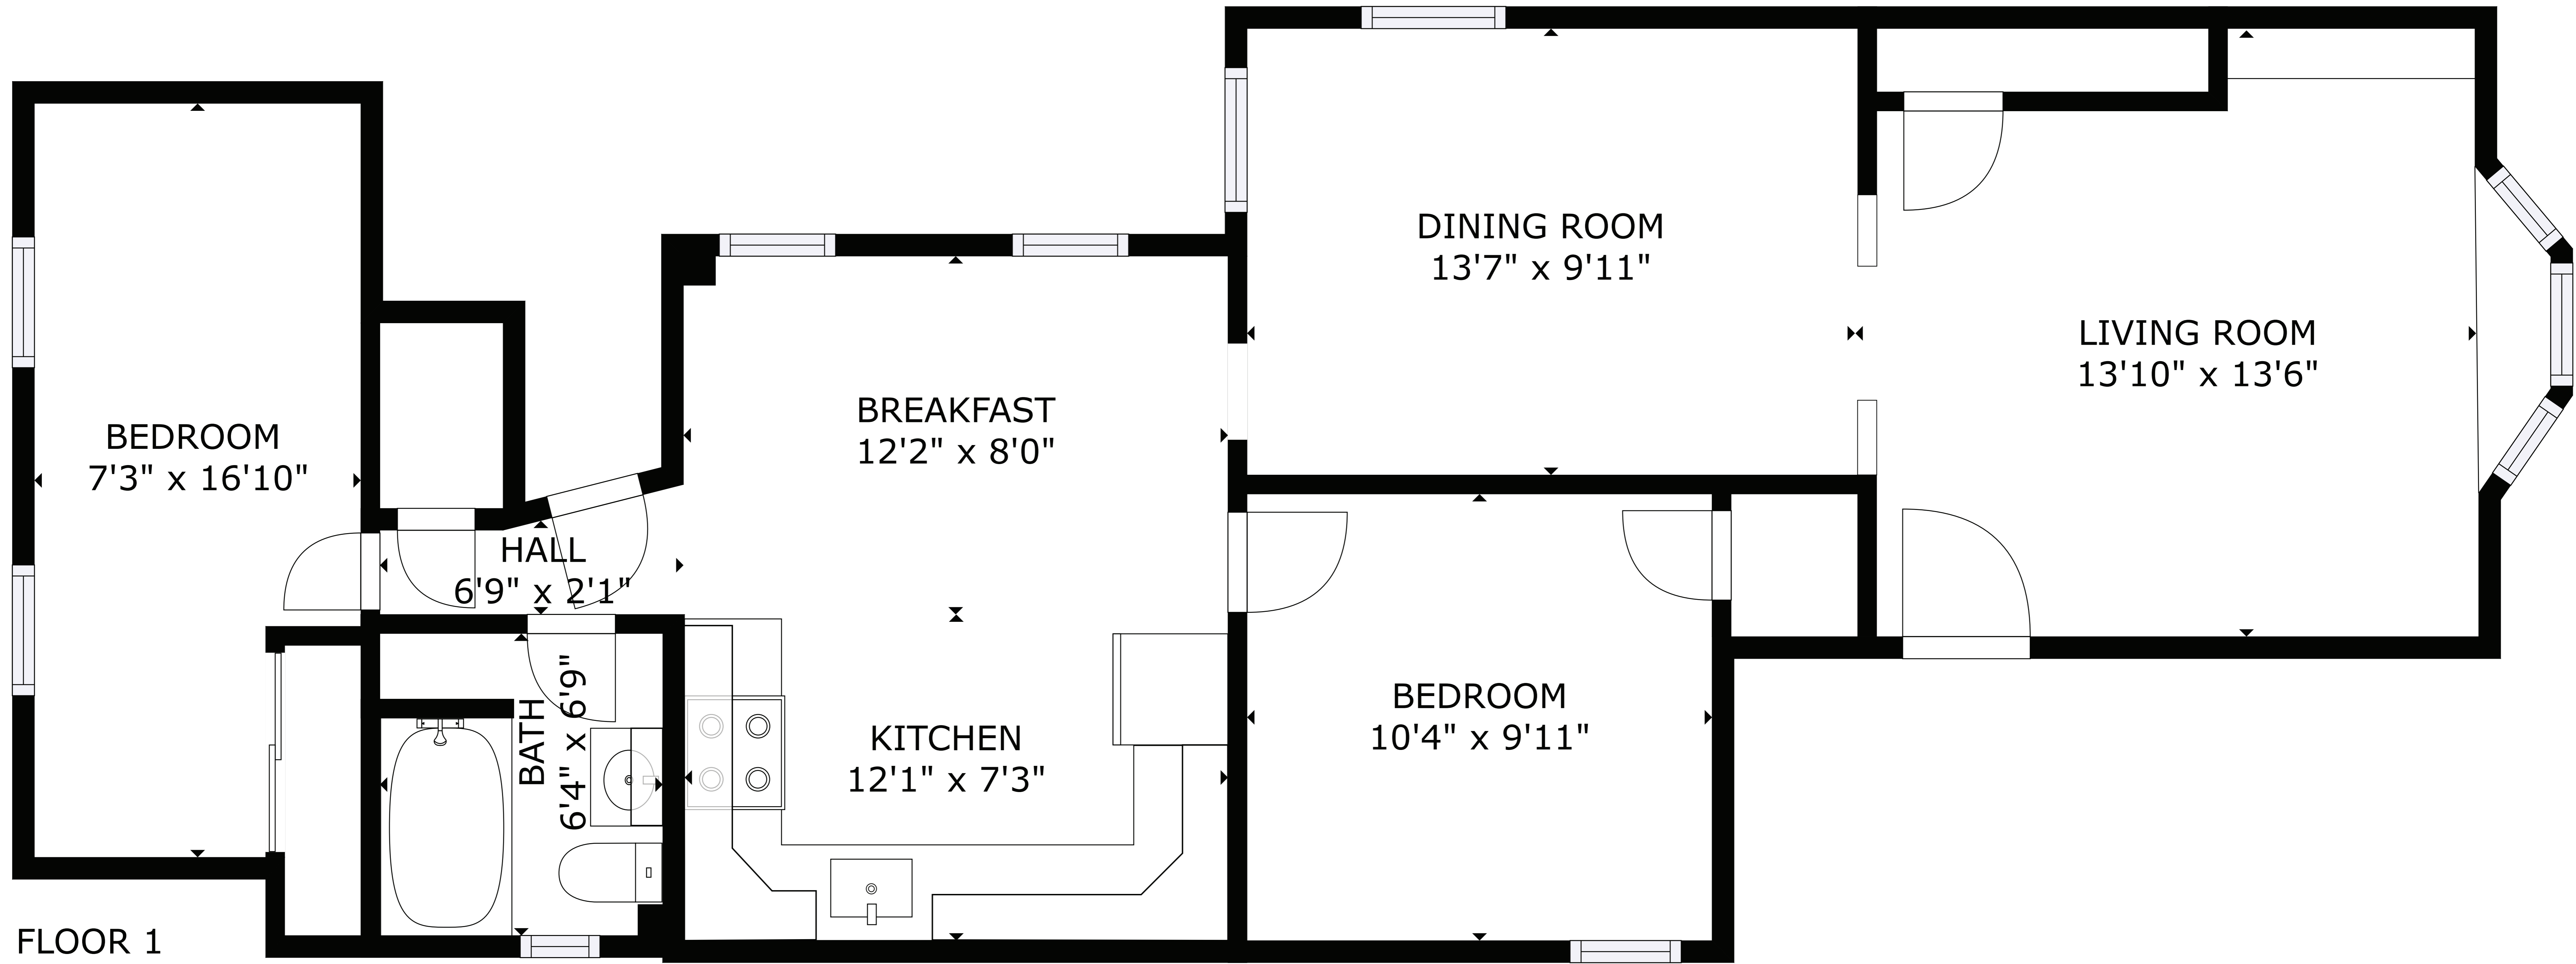 DINING ROOM
13'7" x 9'11"
LIVING ROOM
13'10" x 13'6"
BREAKFAST
12'2" x 8'0"
BEDROOM
7'3" x 16'10"
HALL
6'9" x 2'1"
BATH
6'4" x 6'9"
KITCHEN
12'1" x 7'3"
BEDROOM
10'4" x 9'11"
FLOOR 1